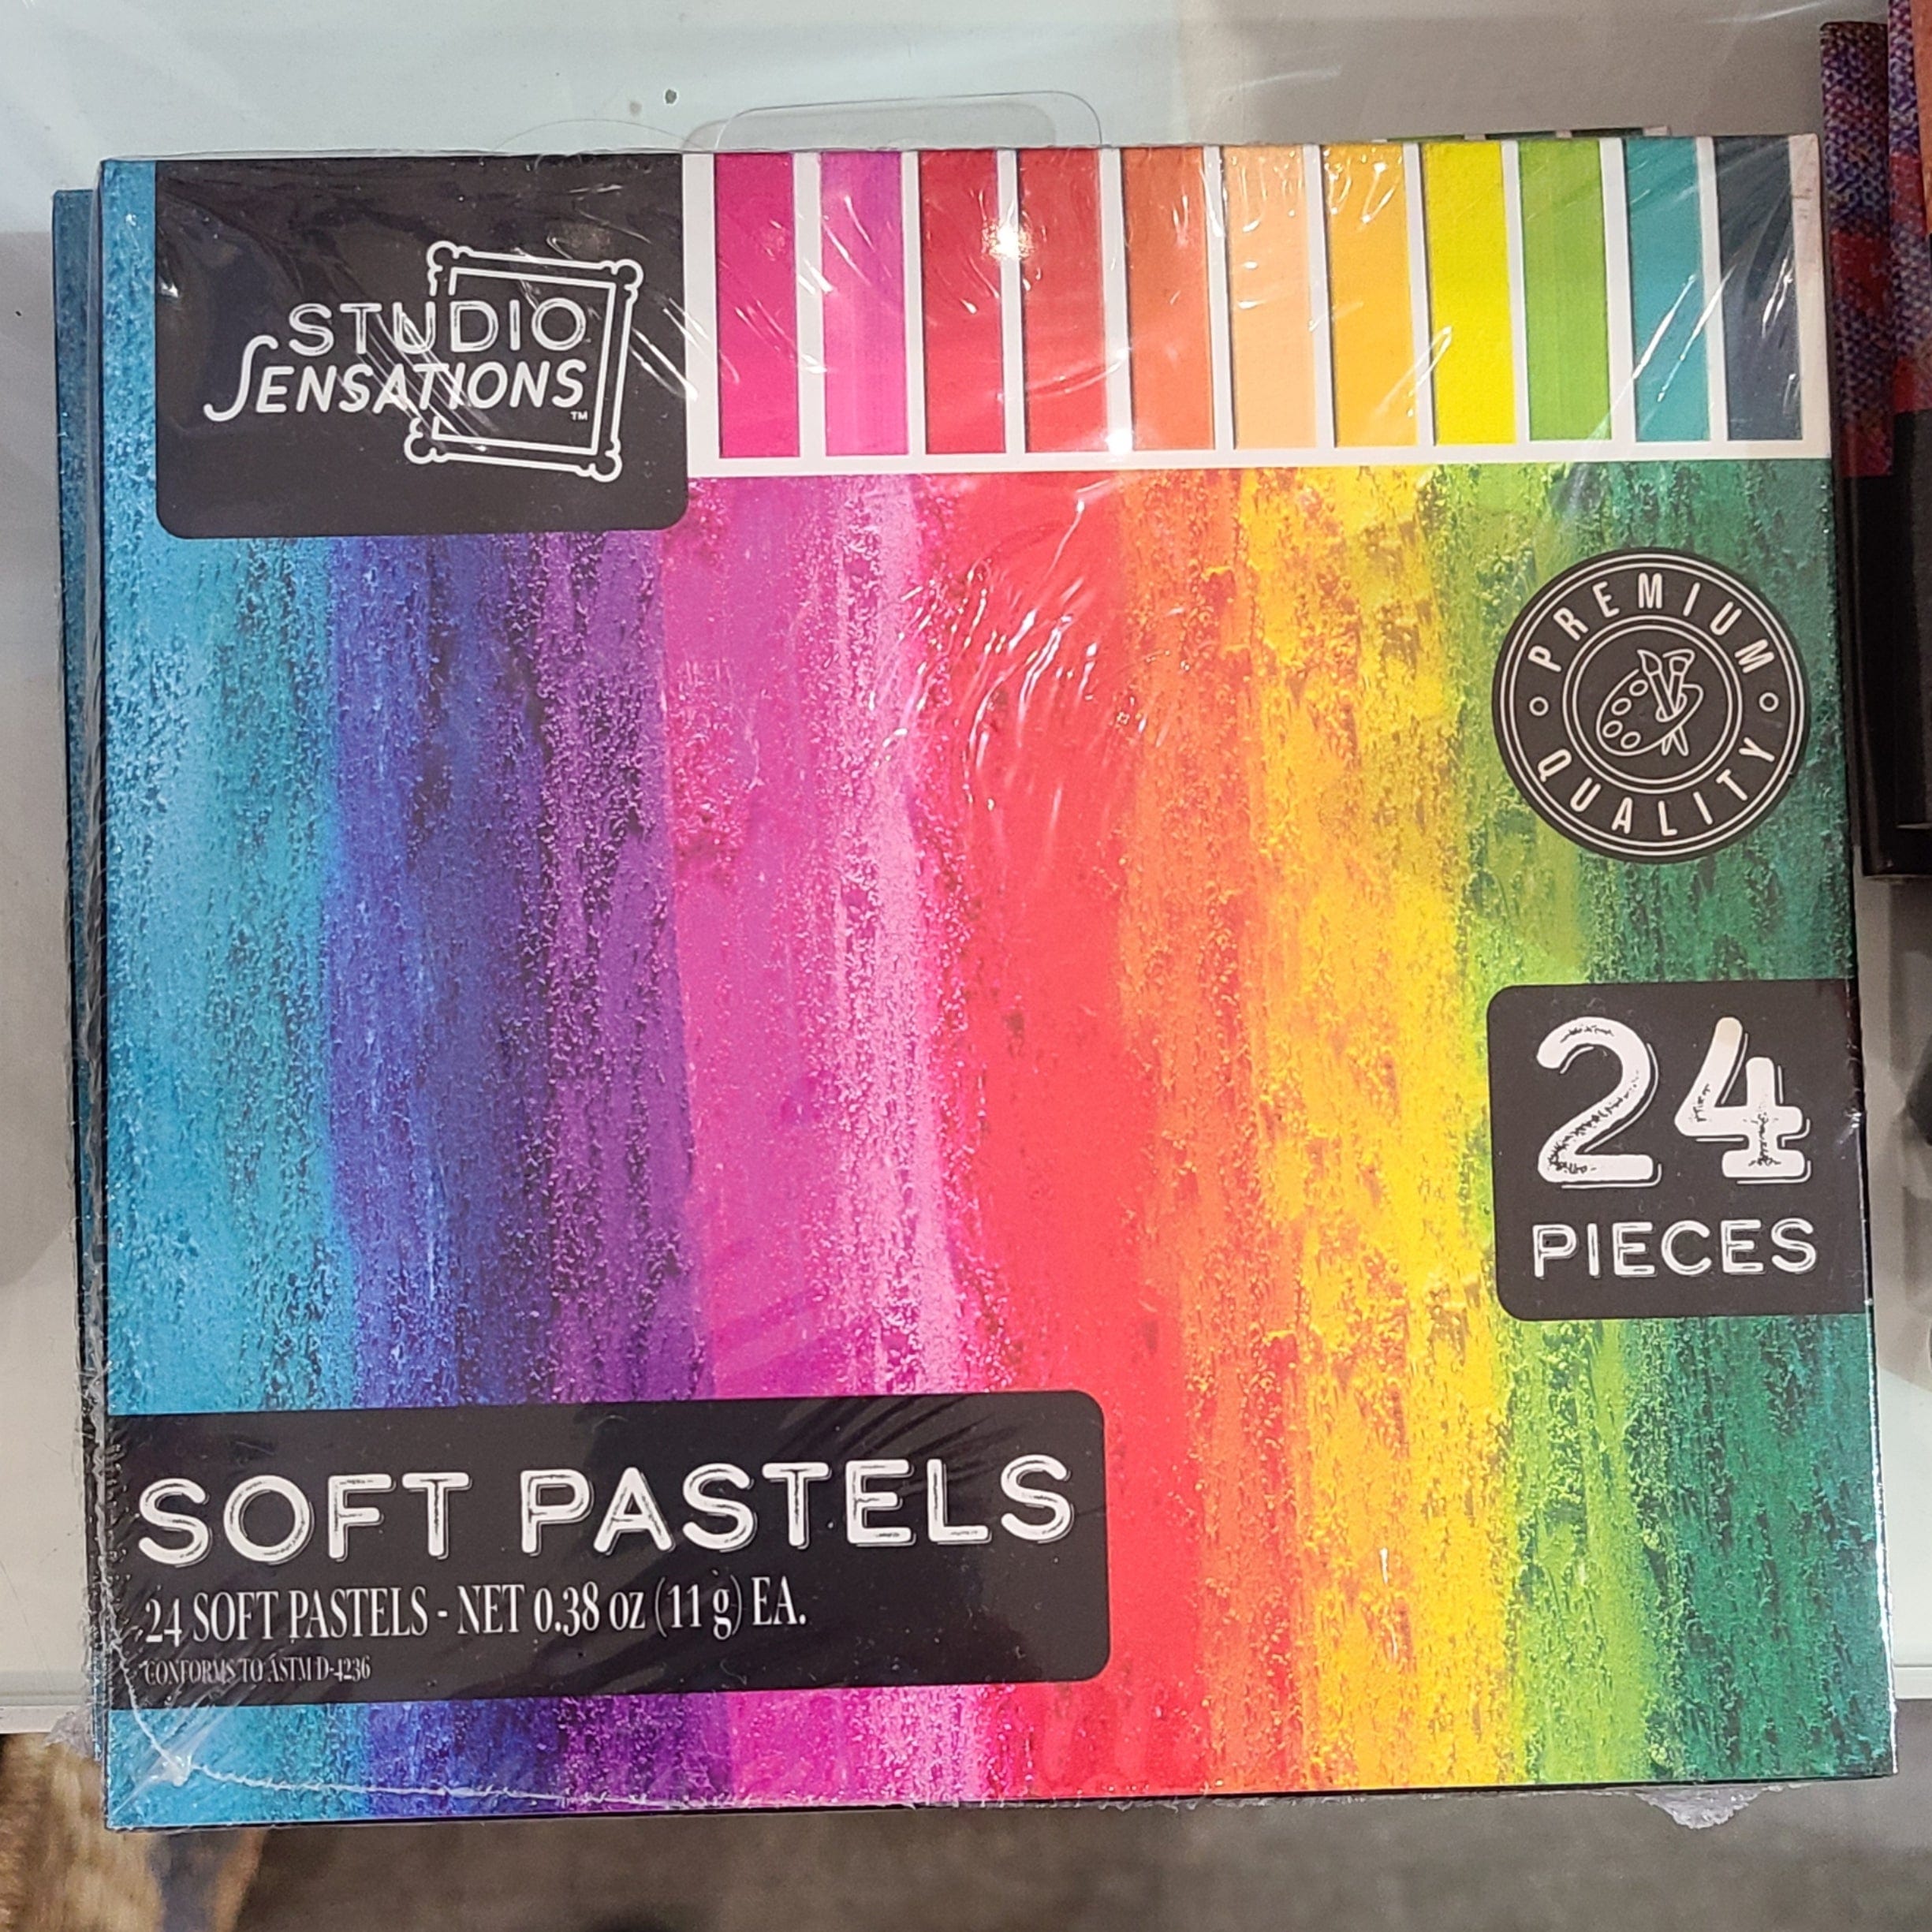 STUDIO
SENSATIONS™
PREMIUM
QUALITY
24
PIECES
SOFT PASTELS
24 SOFT PASTELS - NET 0.38 oz (11 g) EA.
CONFORMS TO ASTM D-4236